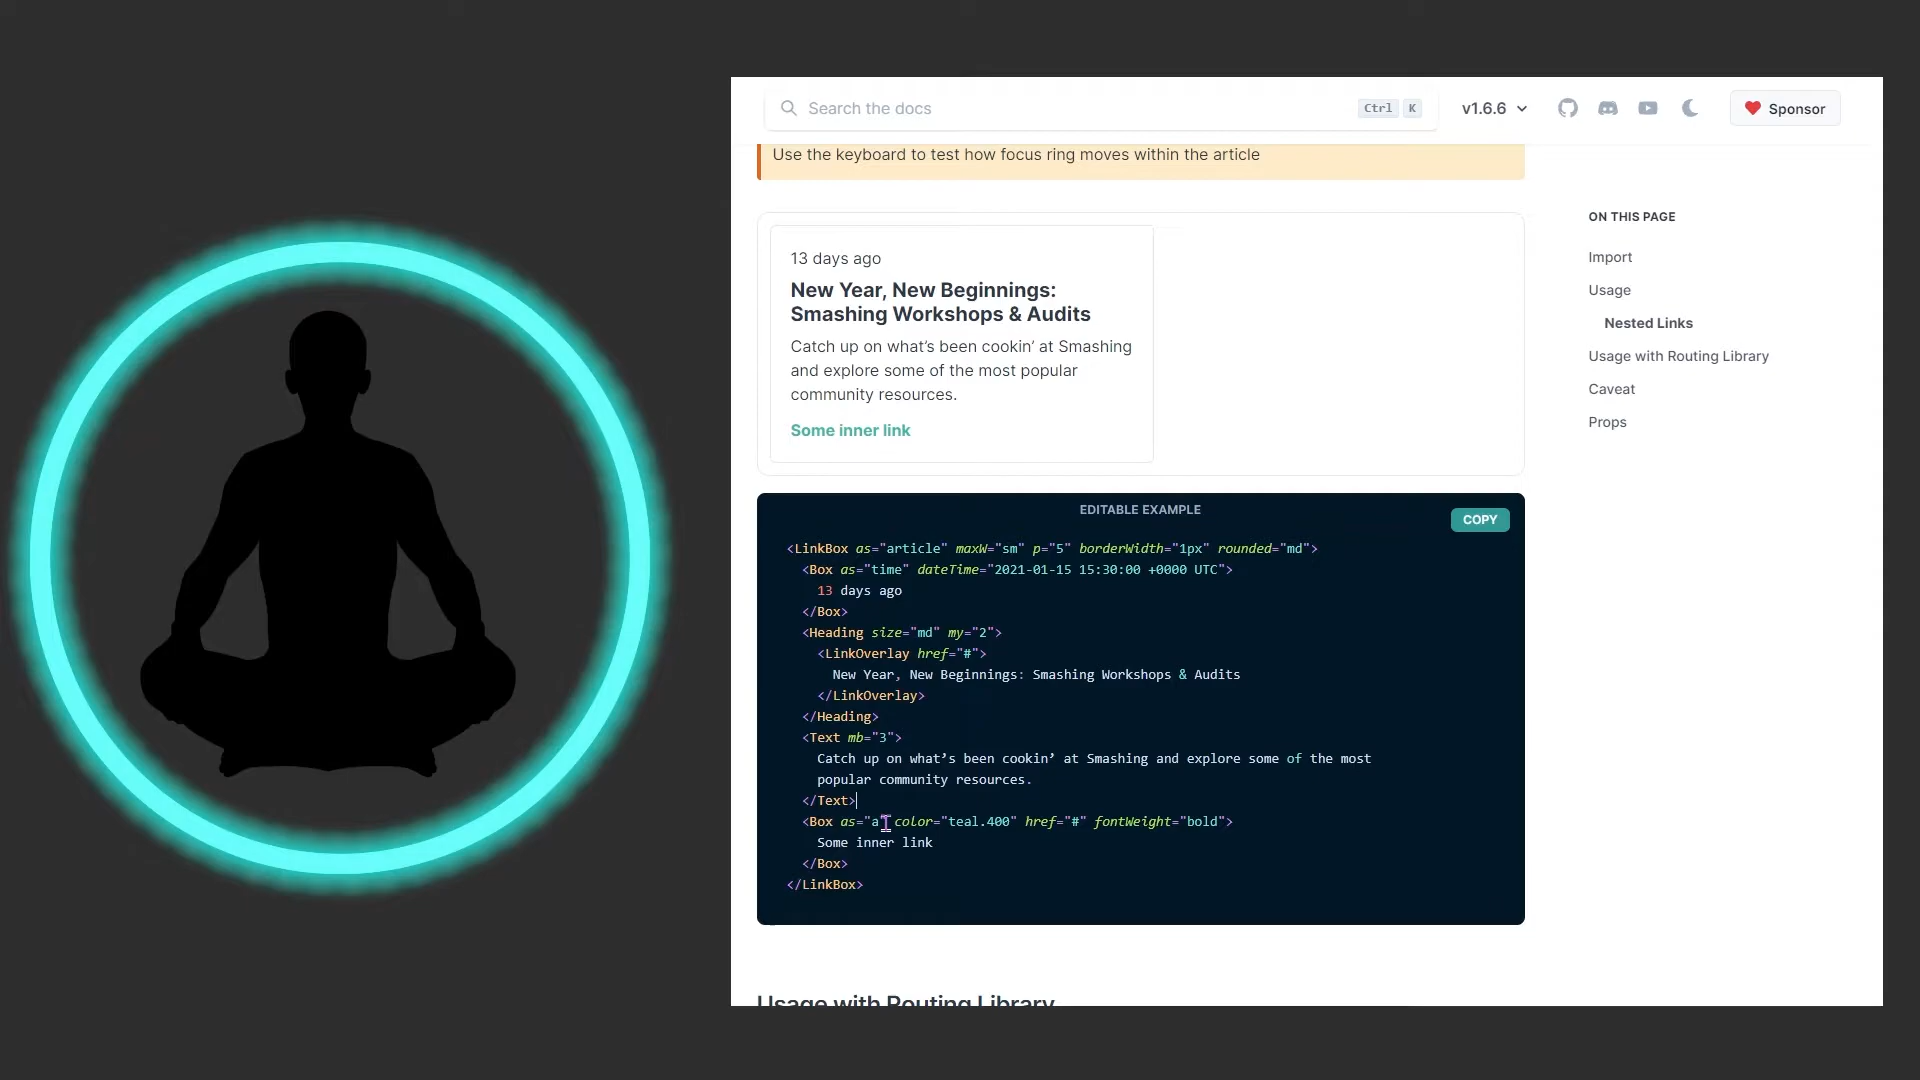 Search the docs
Ctrl K
v1.6.6
Sponsor
Use the keyboard to test how focus ring moves within the article
13 days ago
New Year, New Beginnings:
Smashing Workshops & Audits
Catch up on what’s been cookin’ at Smashing
and explore some of the most popular
community resources.
Some inner link
ON THIS PAGE
Import
Usage
Nested Links
Usage with Routing Library
Caveat
Props
EDITABLE EXAMPLE
COPY
<LinkBox as="article" maxW="sm" p="5" borderWidth="1px" rounded="md">
<Box as="time" dateTime="2021-01-15 15:30:00 +0000 UTC">
13 days ago
</Box>
<Heading size="md" my="2">
<LinkOverlay href="#">
New Year, New Beginnings: Smashing Workshops & Audits
</LinkOverlay>
</Heading>
<Text mb="3">
Catch up on what’s been cookin’ at Smashing and explore some of the most
popular community resources.
</Text>
<Box as="a" color="teal.400" href="#" fontWeight="bold">
Some inner link
</Box>
</LinkBox>
Usage with Routing Library